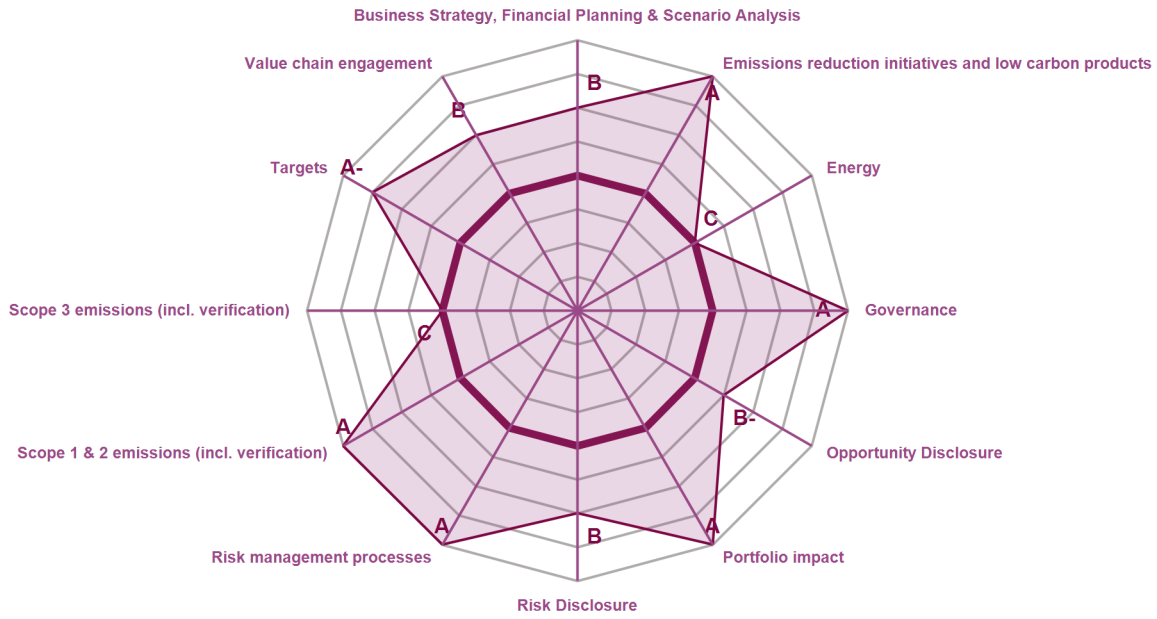 Business Strategy, Financial Planning & Scenario Analysis
Value chain engagement
Emissions reduction initiatives and low carbon products
B
A
B
Targets
A-
Energy
C
Scope 3 emissions (incl. verification)
A
Governance
C
B-
A
Scope 1 & 2 emissions (incl. verification)
Opportunity Disclosure
A
B
A
Risk management processes
Portfolio impact
Risk Disclosure